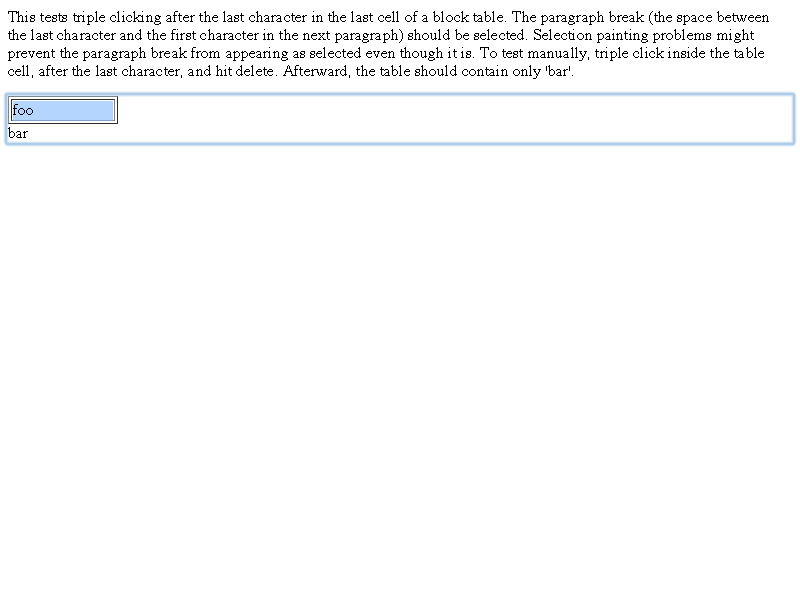 This tests triple clicking after the last character in the last cell of a block table. The paragraph break (the space between
the last character and the first character in the next paragraph) should be selected. Selection painting problems might
prevent the paragraph break from appearing as selected even though it is. To test manually, triple click inside the table
cell, after the last character, and hit delete. Afterward, the table should contain only 'bar'.
foo
bar